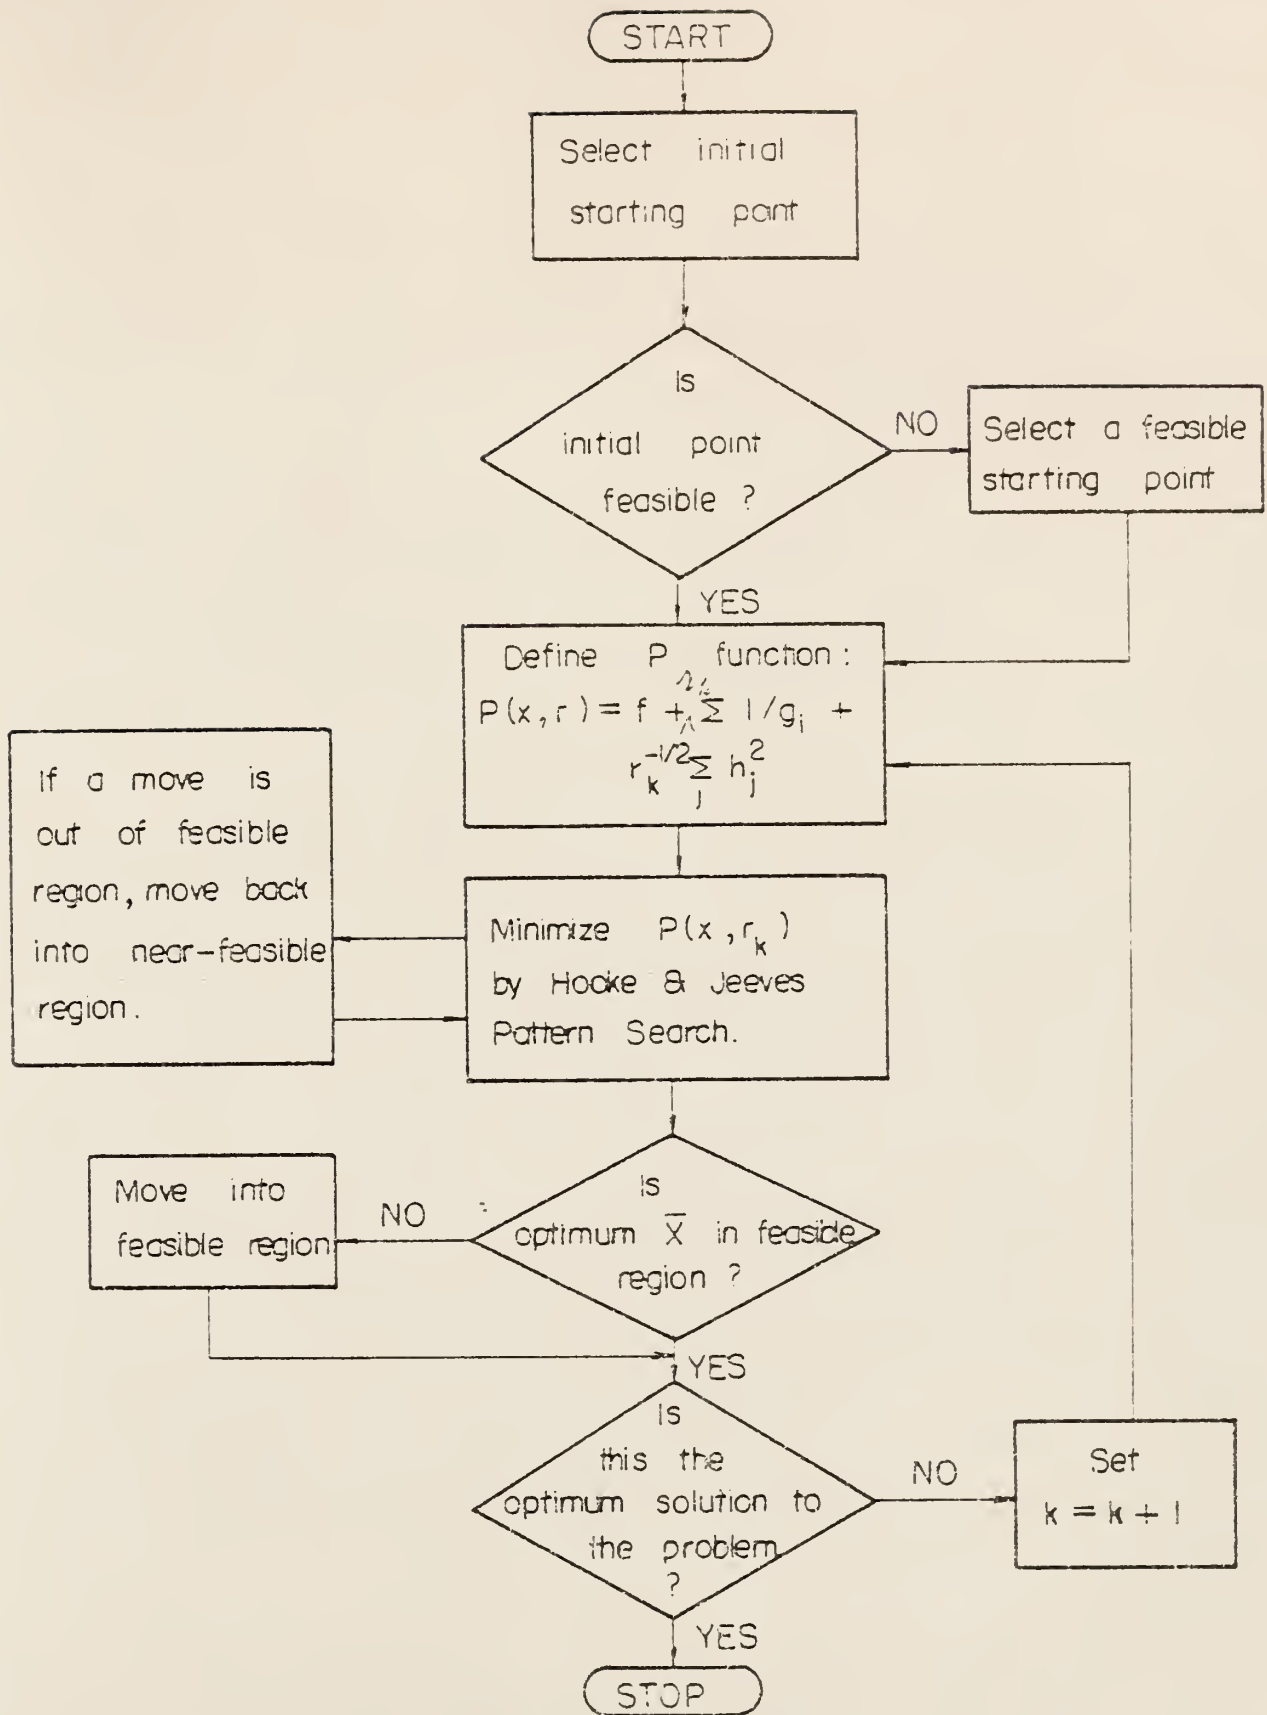 START
Select initial
starting point
Is
initial point
feasible ?
NO
Select a feasible
starting point
YES
Define P function :
r_k
P(x, r) = f + ∑ 1/g_i +
r_k^{-1/2} ∑_j h_j^2
If a move is
out of feasible
region, move back
into near-feasible
region.
Minimize P(x, r_k)
by Hooke & Jeeves
Pattern Search.
Is
optimum X̅ in feasible
region ?
NO
Move into
feasible region
YES
Is
this the
optimum solution to
the problem
?
NO
Set
k = k + 1
YES
STOP